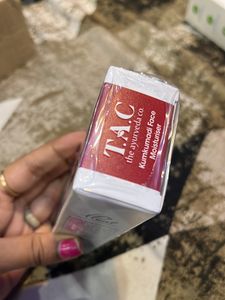 T.A.C
the ayurveda co.
Kumkumadi Face
Moisturiser